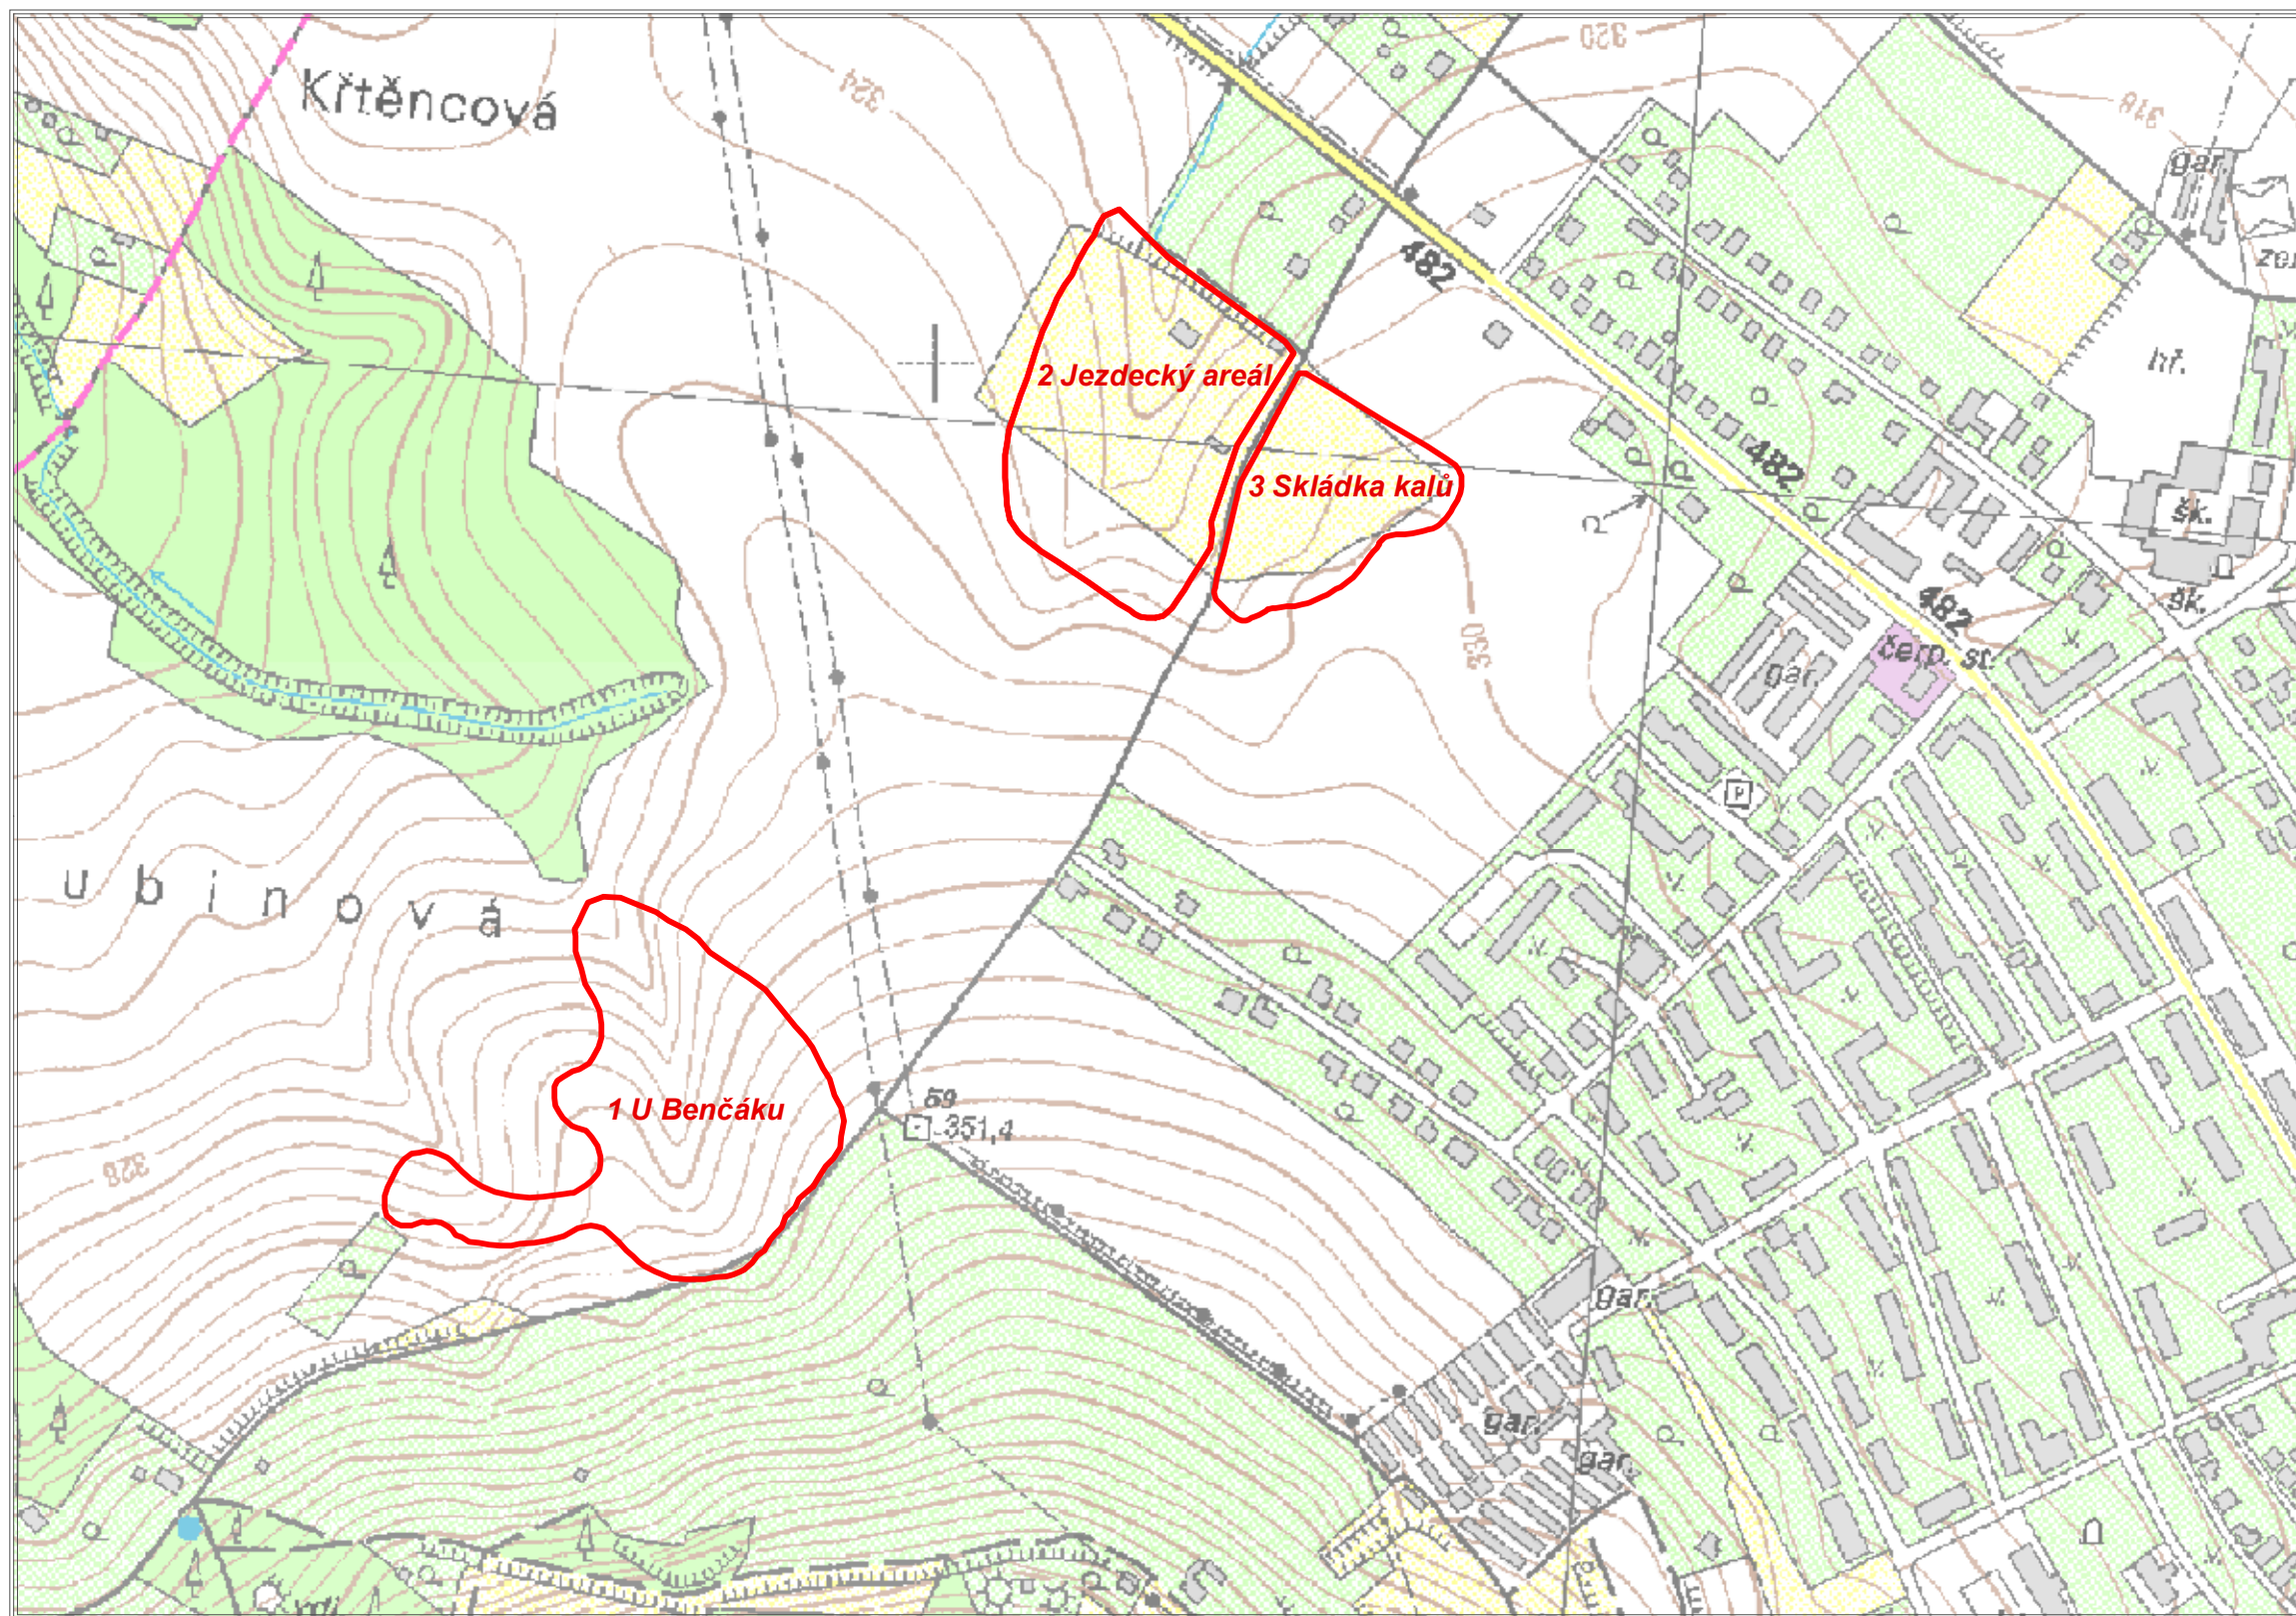 320
Křtěncová
324
318
gar.
482
hř.
2 Jezdecký areál
482
3 Skládka kalů
šk.
šk.
482
330
čerp. st.
gar.
P
ubinová
59
1 U Benčáku
351,4
328
gar.
gar.
gar.